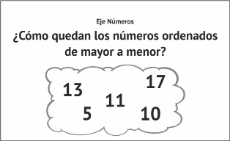 Eje Números
¿Cómo quedan los números ordenados
de mayor a menor?
13 17
11
5 10